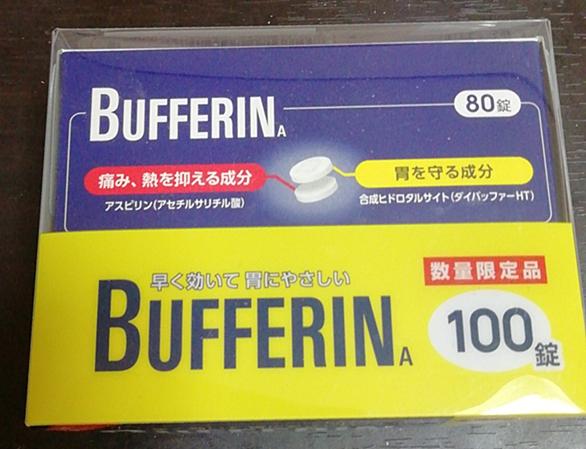 BUFFERIN A
80錠
痛み、熱を抑える成分
胃を守る成分
アスピリン(アセチルサリチル酸)
合成ヒドロタルサイト(ダイバッファーHT)
早く効いて 胃にやさしい
数量限定品
BUFFERIN A
100錠